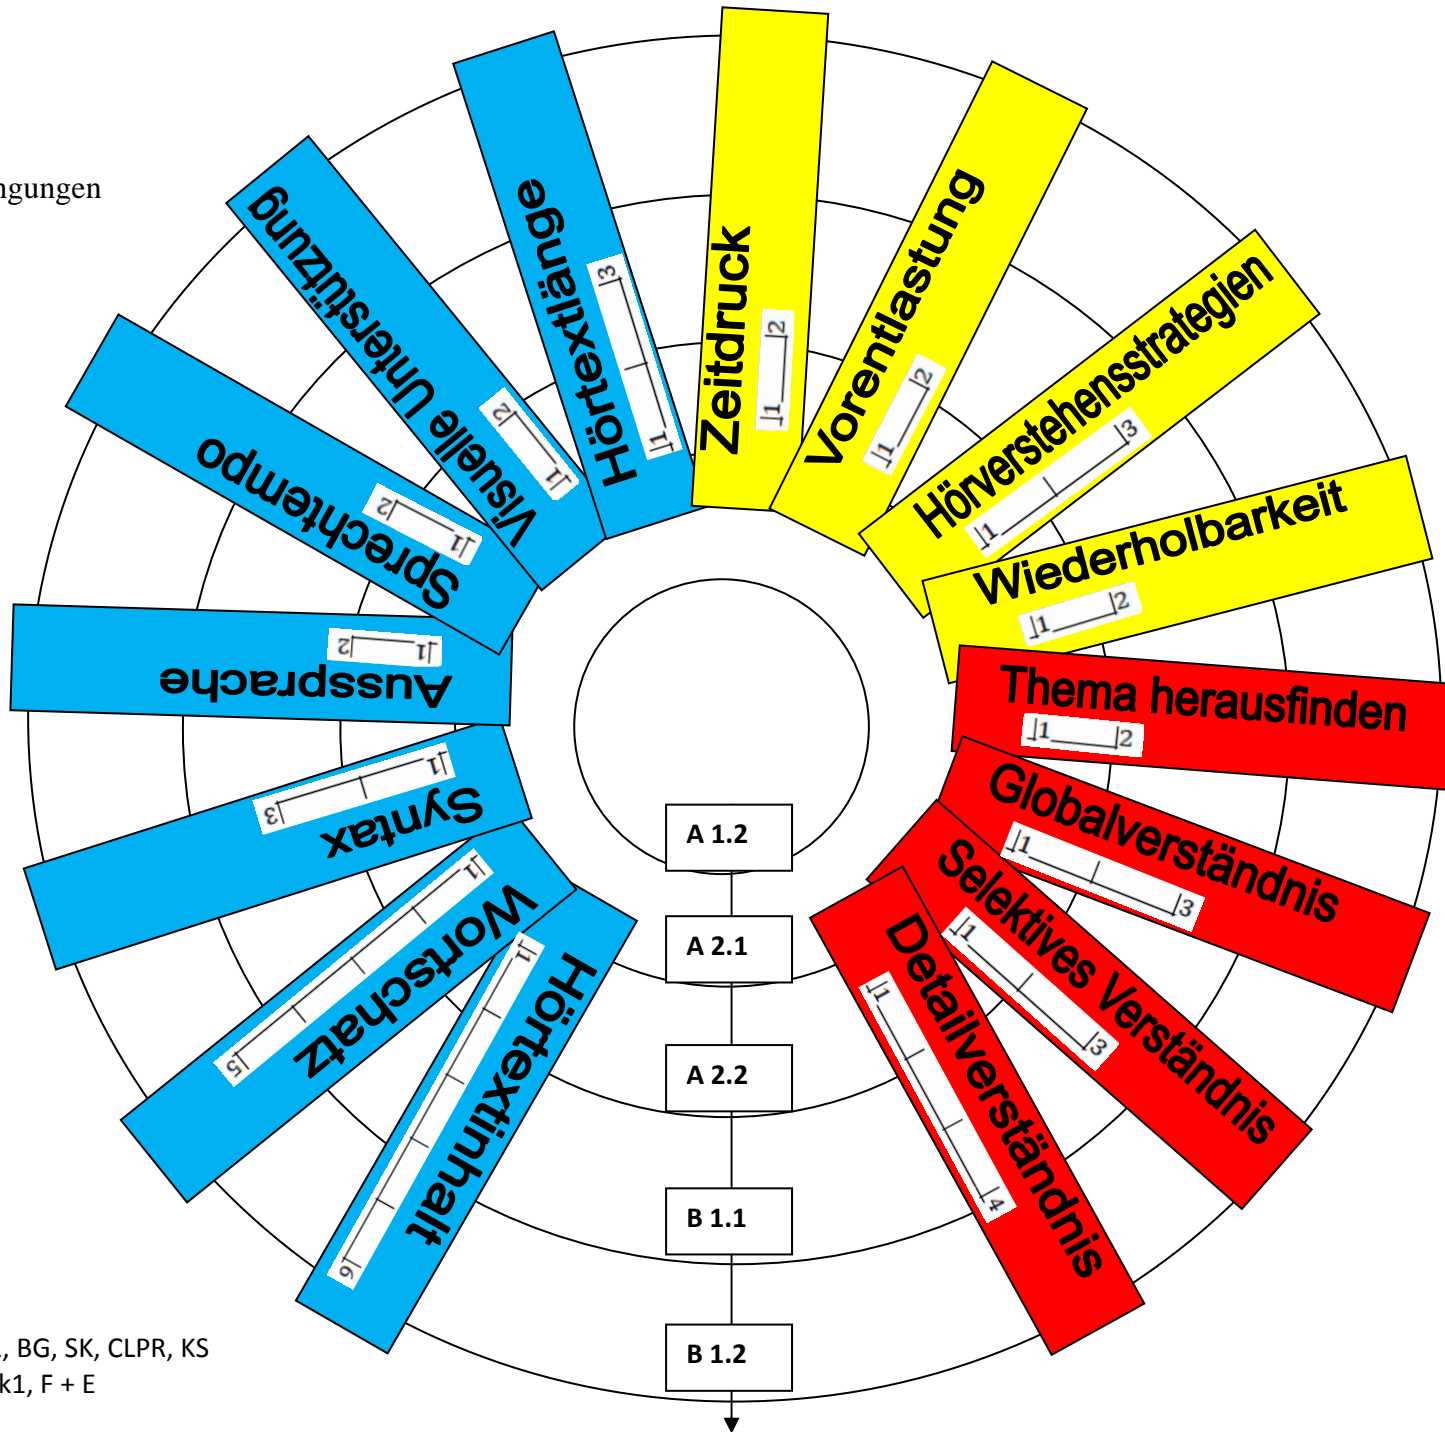 ngungen
Zeitdruck
|1 |2
Vorentlastung
|1 |2
Hörverstehensstrategien
|1 |3
Wiederholbarkeit
|1 |2
Thema herausfinden
|1 |2
Globalverständnis
|1 |3
Selektives Verständnis
|1 |3
Detailverständnis
|1 |4
Hörtextinhalt
|1 |6
Wortschatz
|1 |5
Syntax
|1 |3
Aussprache
|1 |2
Sprechtempo
|1 |2
Visuelle Unterstützung
|1 |2
Hörtextlänge
|1 |3
A 1.2
A 2.1
A 2.2
B 1.1
B 1.2
, BG, SK, CLPR, KS
k1, F + E